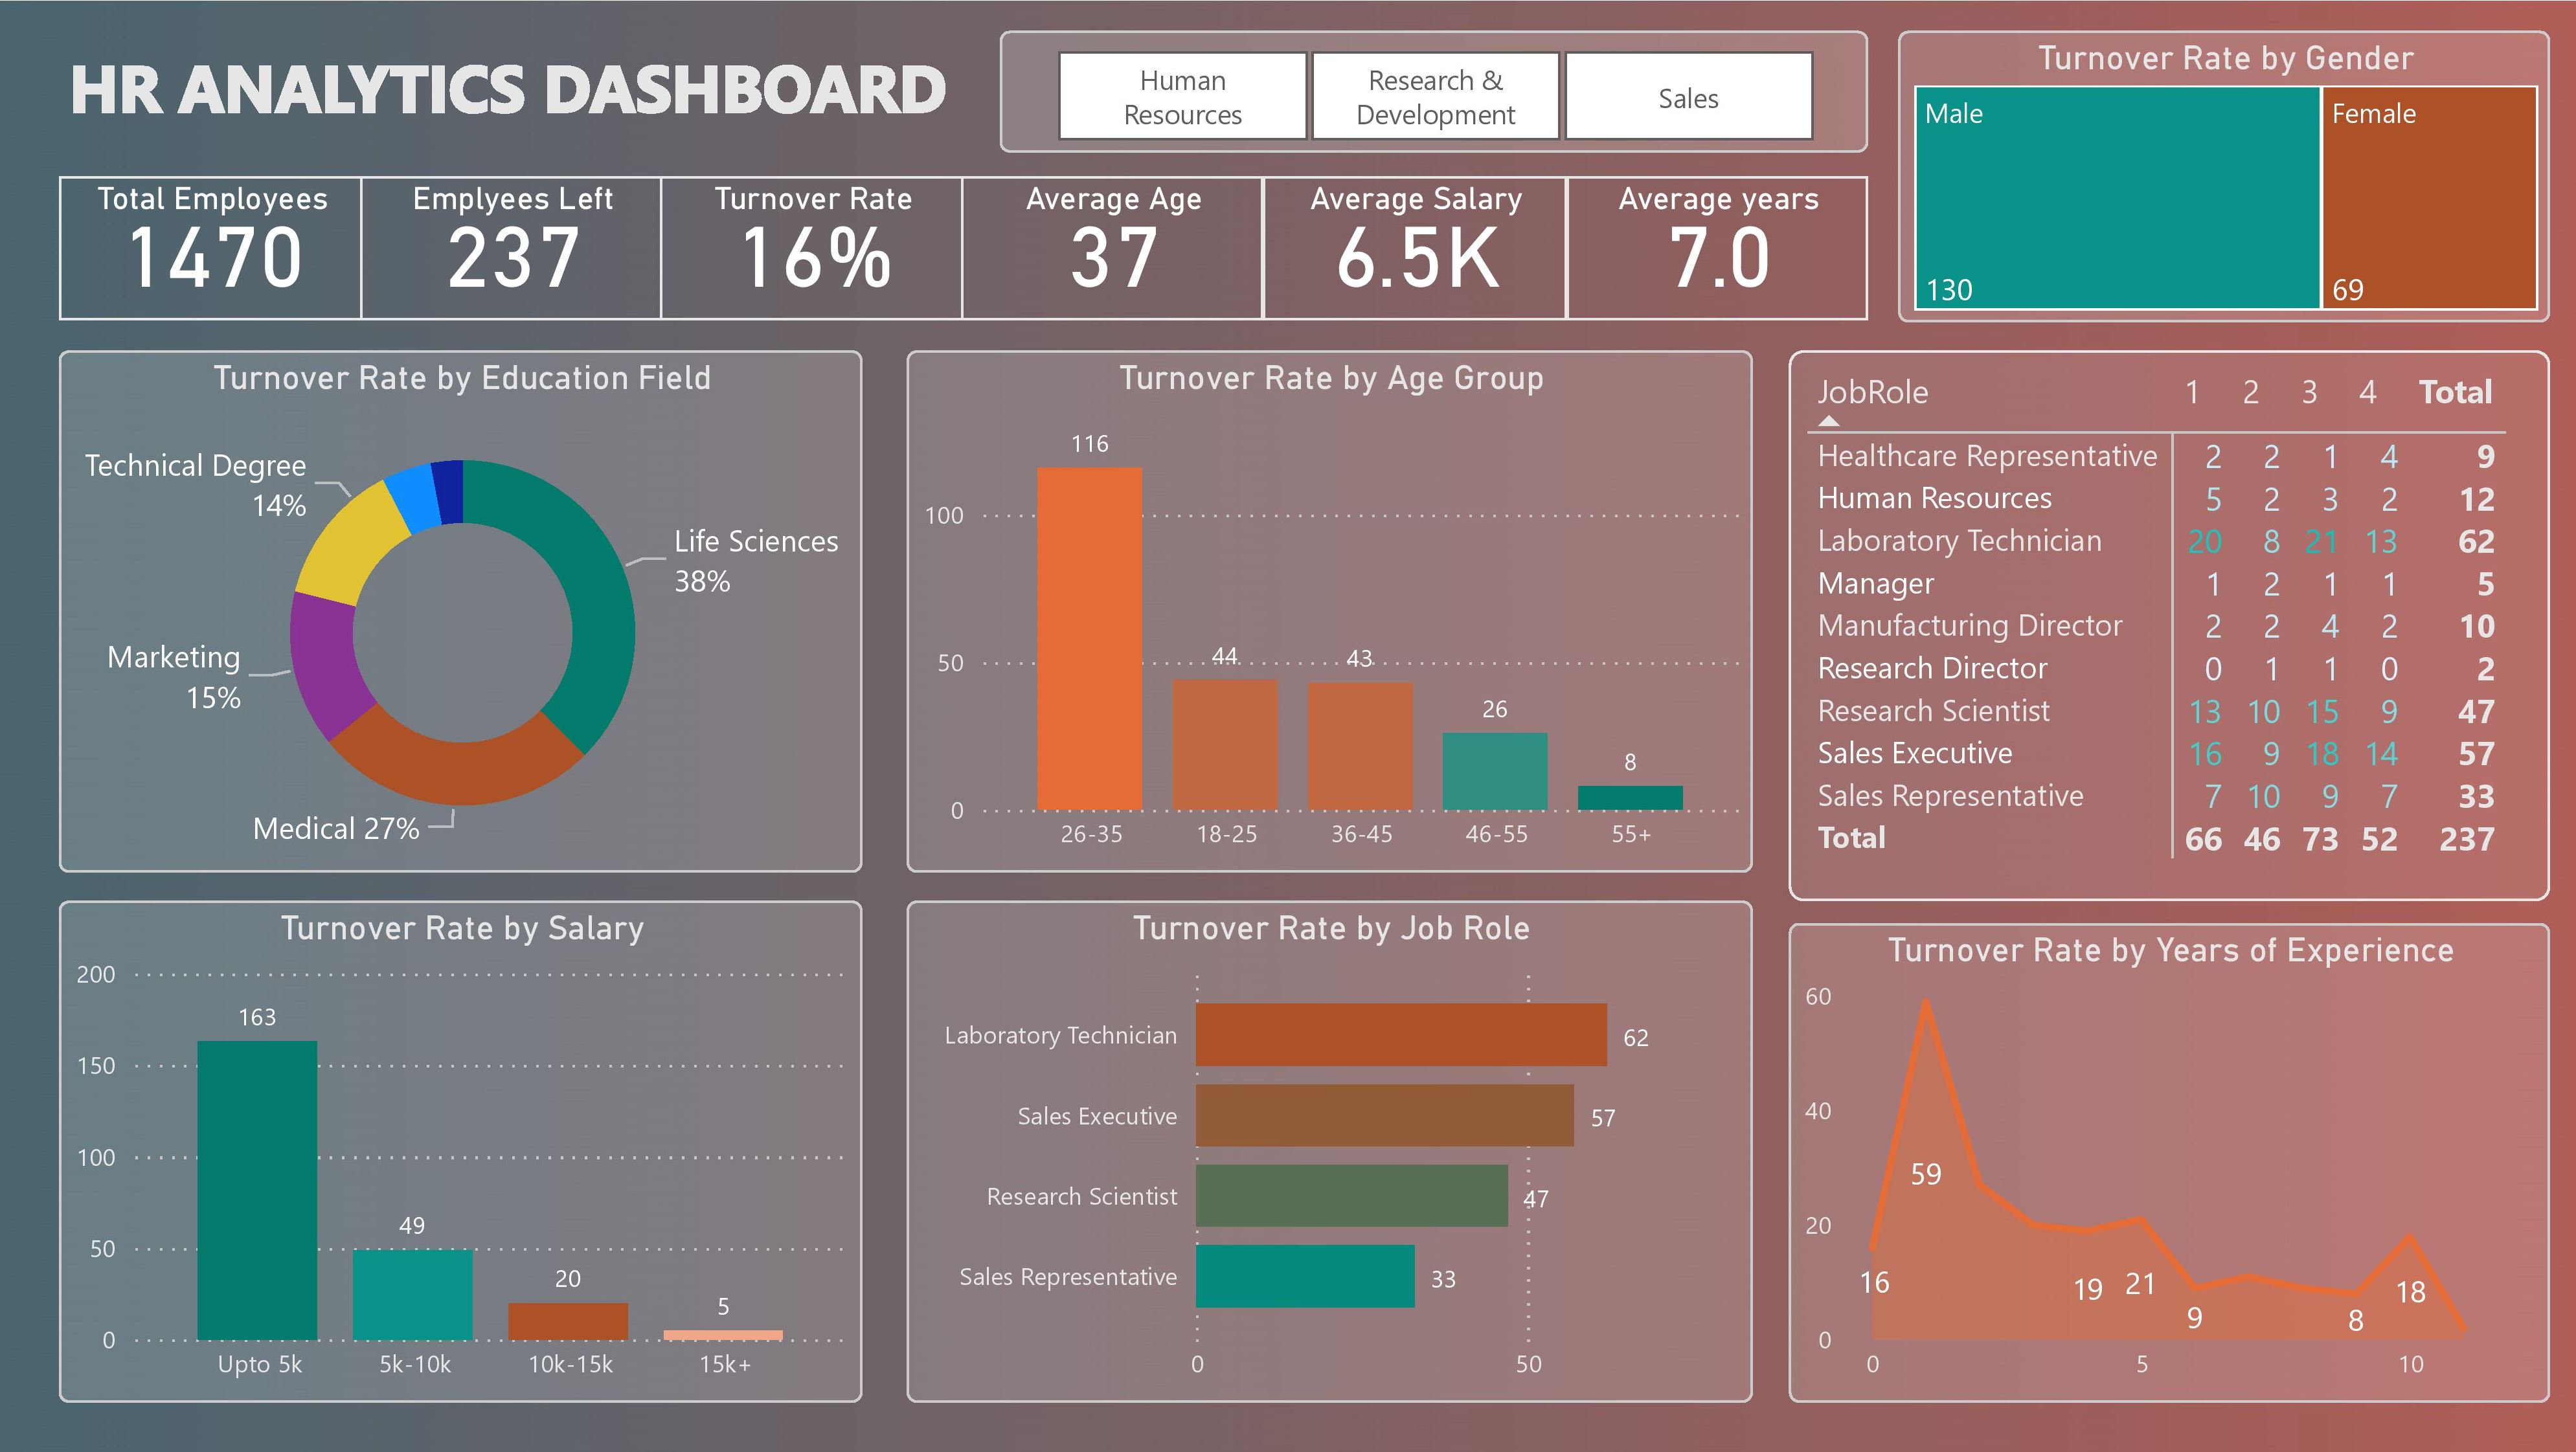 HR ANALYTICS DASHBOARD
Human
Resources
Research &
Development
Sales
Turnover Rate by Gender
Male
Female
130
69
Total Employees
1470
Emplyees Left
237
Turnover Rate
16%
Average Age
37
Average Salary
6.5K
Average years
7.0
Turnover Rate by Education Field
Technical Degree
14%
Life Sciences
38%
Marketing
15%
Medical 27%
Turnover Rate by Age Group
116
100
50
44
43
26
8
0
26-35 18-25 36-45 46-55 55+
JobRole 1 2 3 4 Total
Healthcare Representative 2 2 1 4 9
Human Resources 5 2 3 2 12
Laboratory Technician 20 8 21 13 62
Manager 1 2 1 1 5
Manufacturing Director 2 2 4 2 10
Research Director 0 1 1 0 2
Research Scientist 13 10 15 9 47
Sales Executive 16 9 18 14 57
Sales Representative 7 10 9 7 33
Total 66 46 73 52 237
Turnover Rate by Salary
200
163
150
100
49
50
20
5
0
Upto 5k 5k-10k 10k-15k 15k+
Turnover Rate by Job Role
Laboratory Technician 62
Sales Executive 57
Research Scientist 47
Sales Representative 33
0 50
Turnover Rate by Years of Experience
60
40
59
20
16 19 21 18
9 8
0
0 5 10